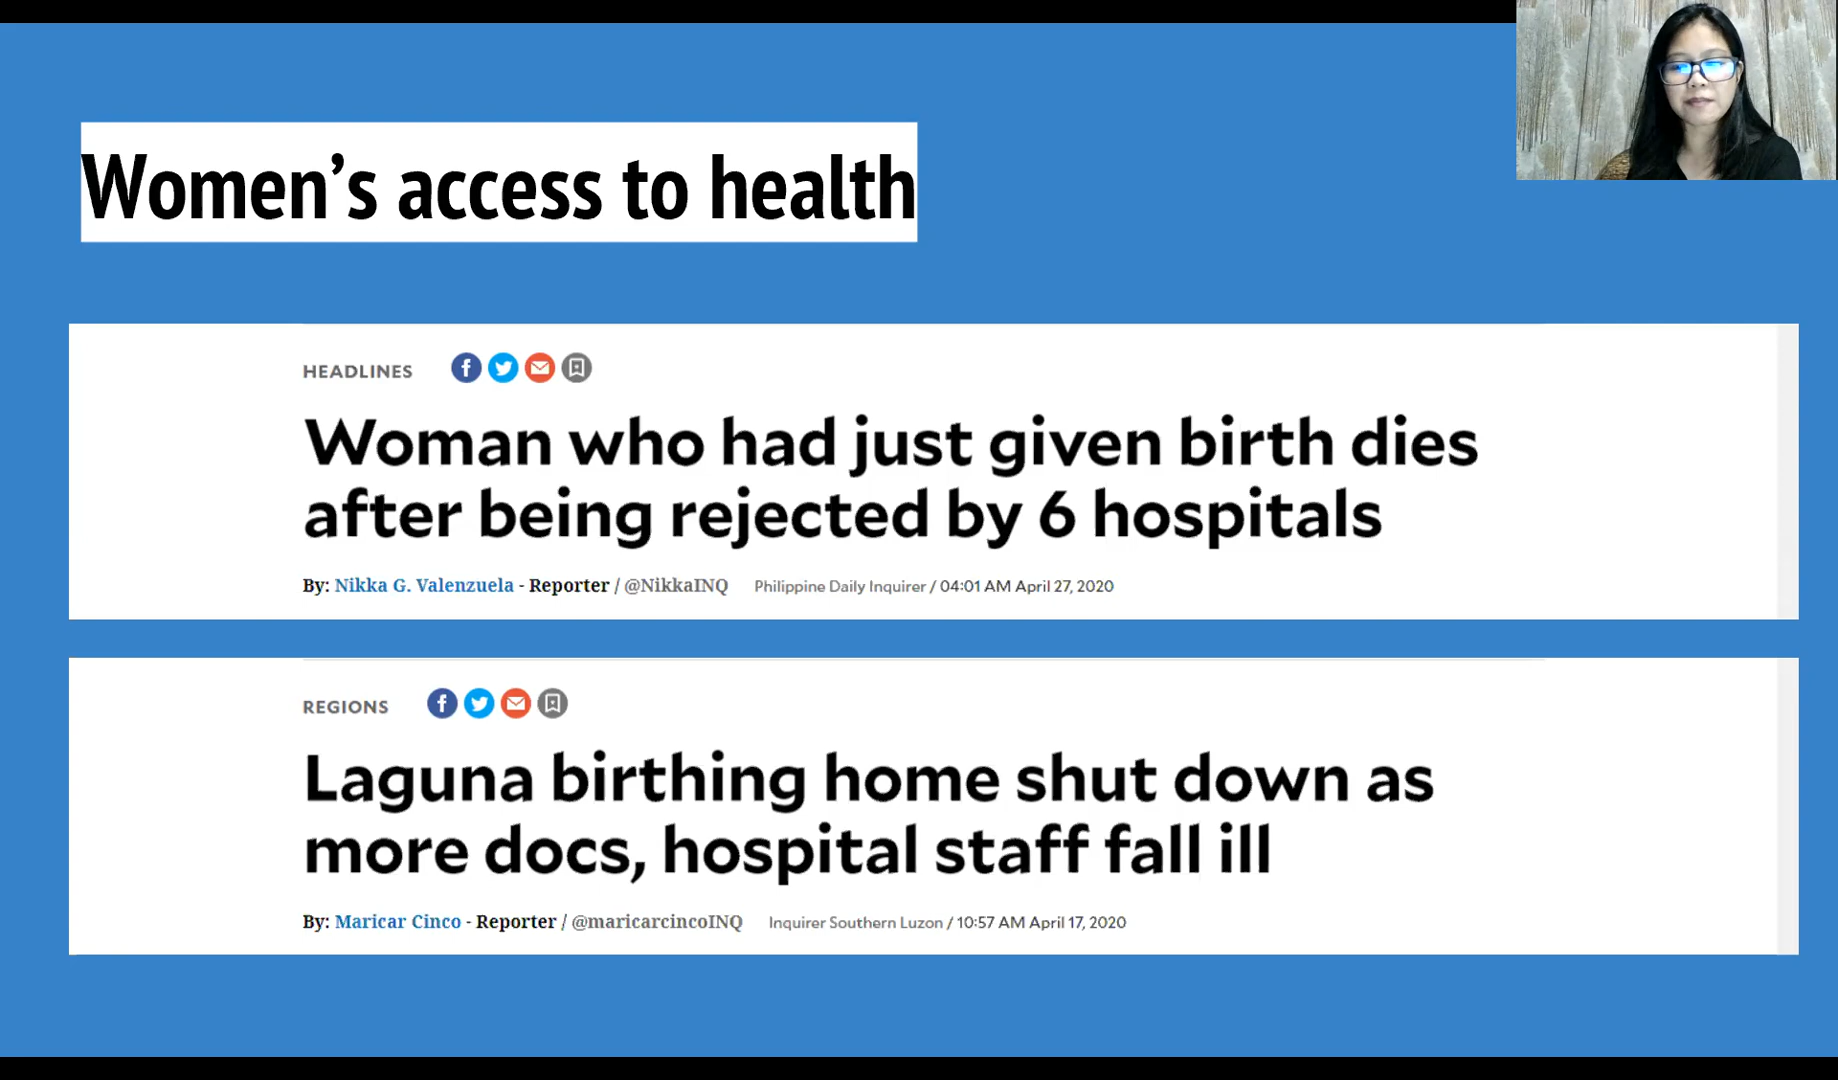 Women’s access to health
HEADLINES
Woman who had just given birth dies
after being rejected by 6 hospitals
By: Nikka G. Valenzuela - Reporter / @NikkaINQ Philippine Daily Inquirer / 04:01 AM April 27, 2020
REGIONS
Laguna birthing home shut down as
more docs, hospital staff fall ill
By: Maricar Cinco - Reporter / @maricarcincoINQ Inquirer Southern Luzon / 10:57 AM April 17, 2020